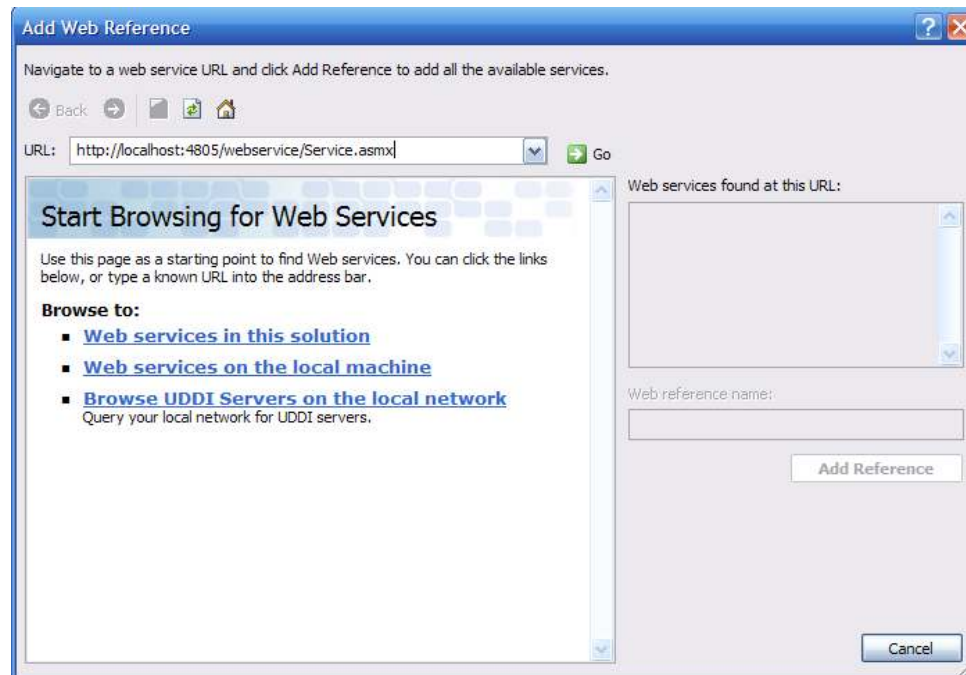 Add Web Reference
Navigate to a web service URL and click Add Reference to add all the available services.
Back
URL: http://localhost:4805/webservice/Service.asmx Go
Start Browsing for Web Services
Use this page as a starting point to find Web services. You can click the links
below, or type a known URL into the address bar.
Browse to:
Web services in this solution
Web services on the local machine
Browse UDDI Servers on the local network
Query your local network for UDDI servers.
Web services found at this URL:
Web reference name:
Add Reference
Cancel